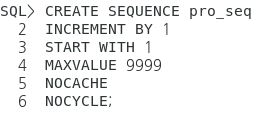 SQL> CREATE SEQUENCE pro_seq
2 INCREMENT BY 1
3 START WITH 1
4 MAXVALUE 9999
5 NOCACHE
6 NOCYCLE;